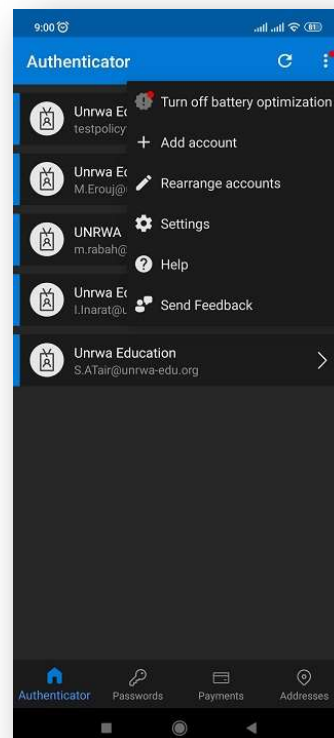 9:00
81
Authenticator
Turn off battery optimization
Add account
Rearrange accounts
Settings
Help
Send Feedback
Unrwa Ed
testpolicy
Unrwa Ed
M.Erouj@
UNRWA
m.rabah@
Unrwa Ed
I.Inarat@u
Unrwa Education
S.ATair@unrwa-edu.org
Authenticator
Passwords
Payments
Addresses